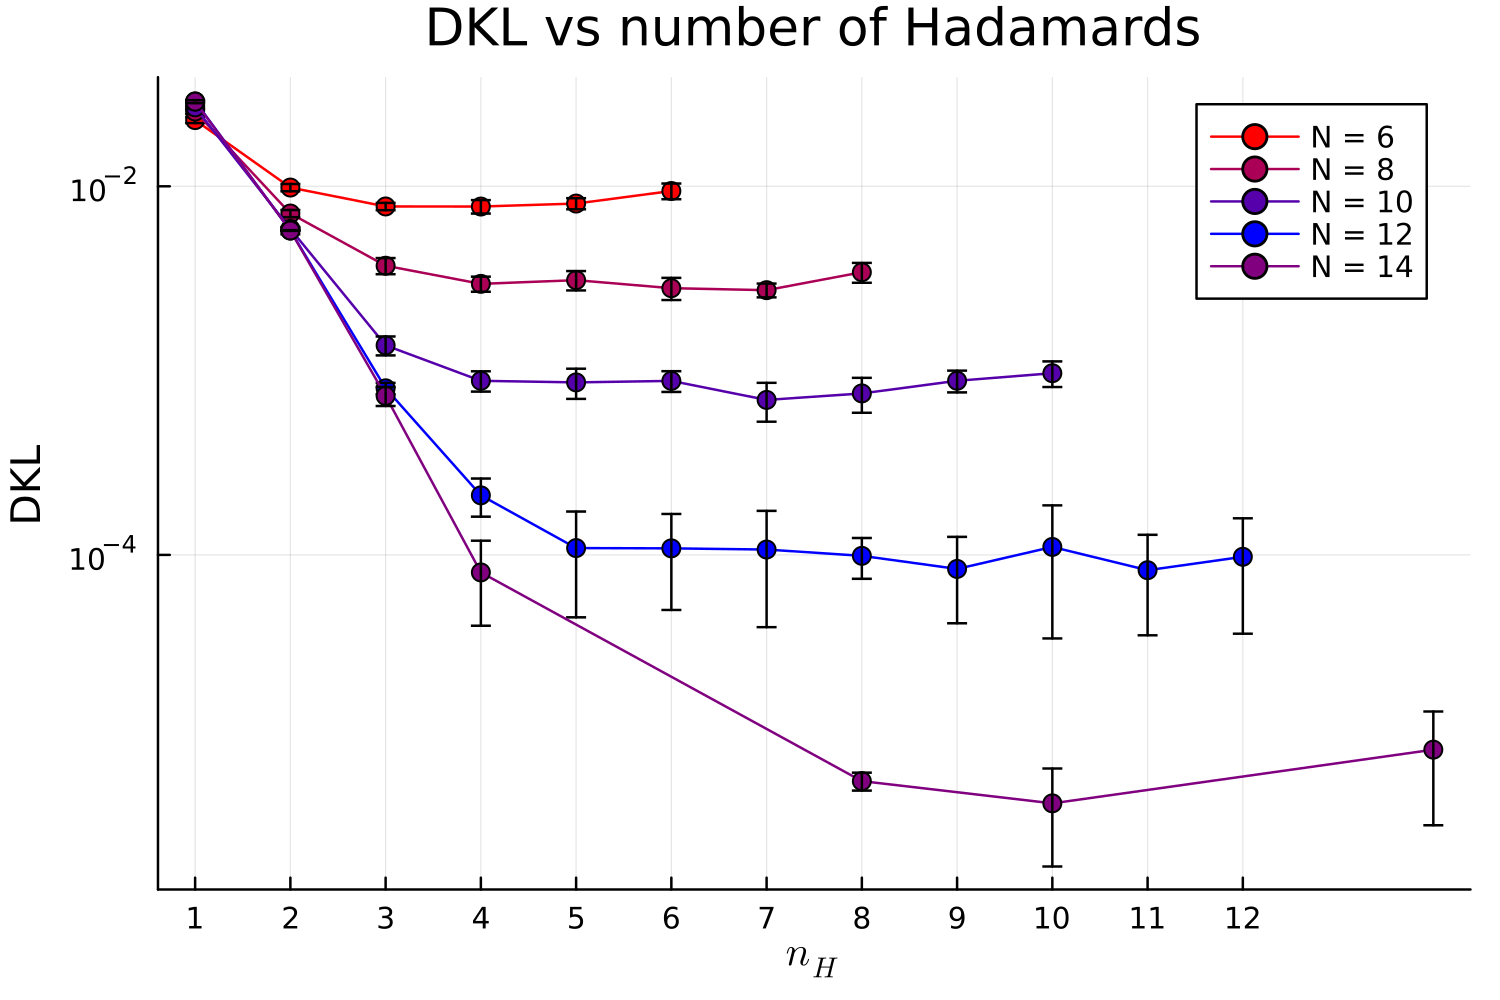 DKL vs number of Hadamards
N = 6
N = 8
N = 10
N = 12
N = 14
10⁻²
10⁻⁴
DKL
1 2 3 4 5 6 7 8 9 10 11 12
n_H